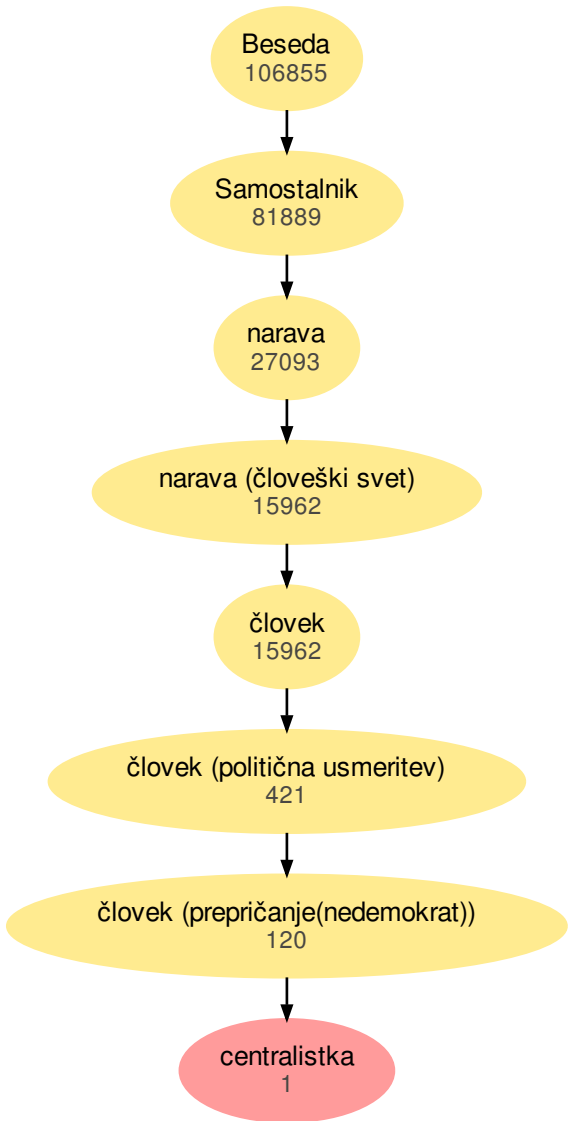 Beseda
106855
Samostalnik
81889
narava
27093
narava (človeški svet)
15962
človek
15962
človek (politična usmeritev)
421
človek (prepričanje(nedemokrat))
120
centralistka
1